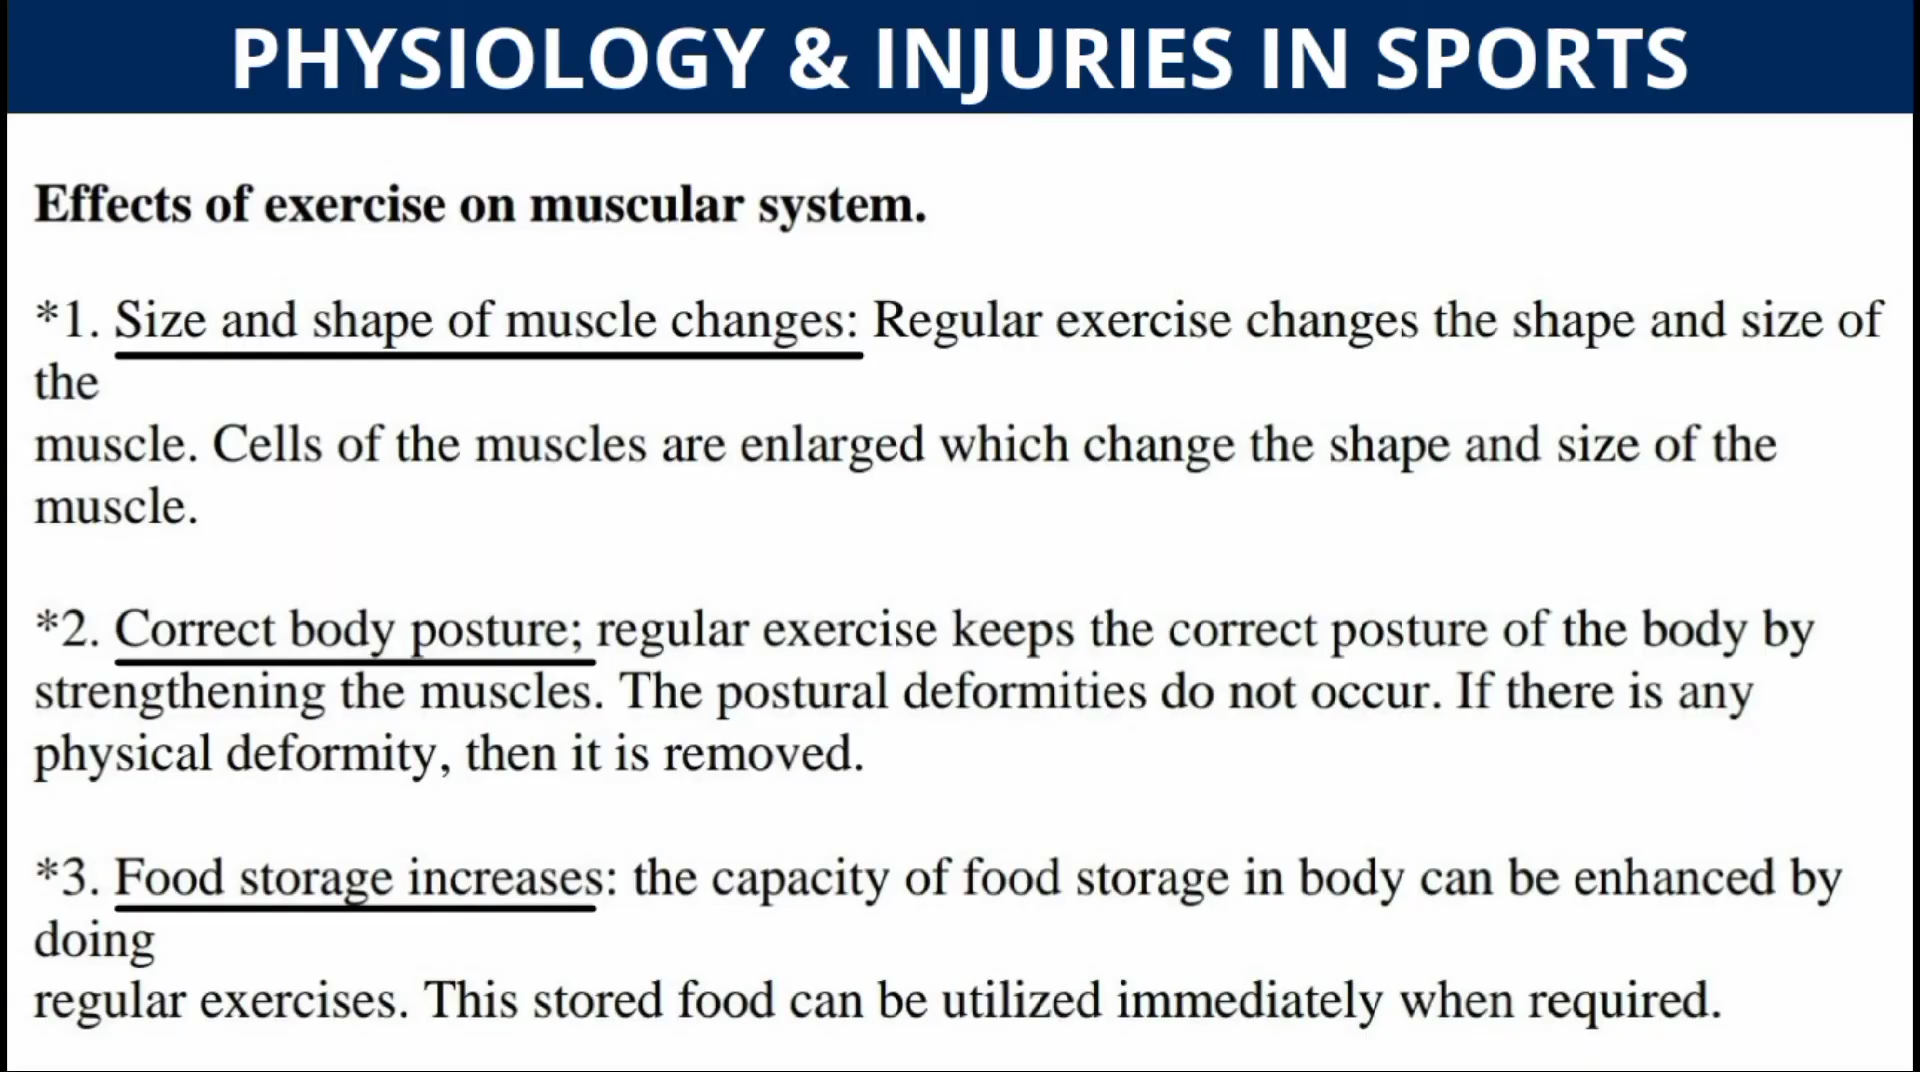 PHYSIOLOGY & INJURIES IN SPORTS
Effects of exercise on muscular system.
*1. Size and shape of muscle changes: Regular exercise changes the shape and size of
the
muscle. Cells of the muscles are enlarged which change the shape and size of the
muscle.
*2. Correct body posture; regular exercise keeps the correct posture of the body by
strengthening the muscles. The postural deformities do not occur. If there is any
physical deformity, then it is removed.
*3. Food storage increases: the capacity of food storage in body can be enhanced by
doing
regular exercises. This stored food can be utilized immediately when required.